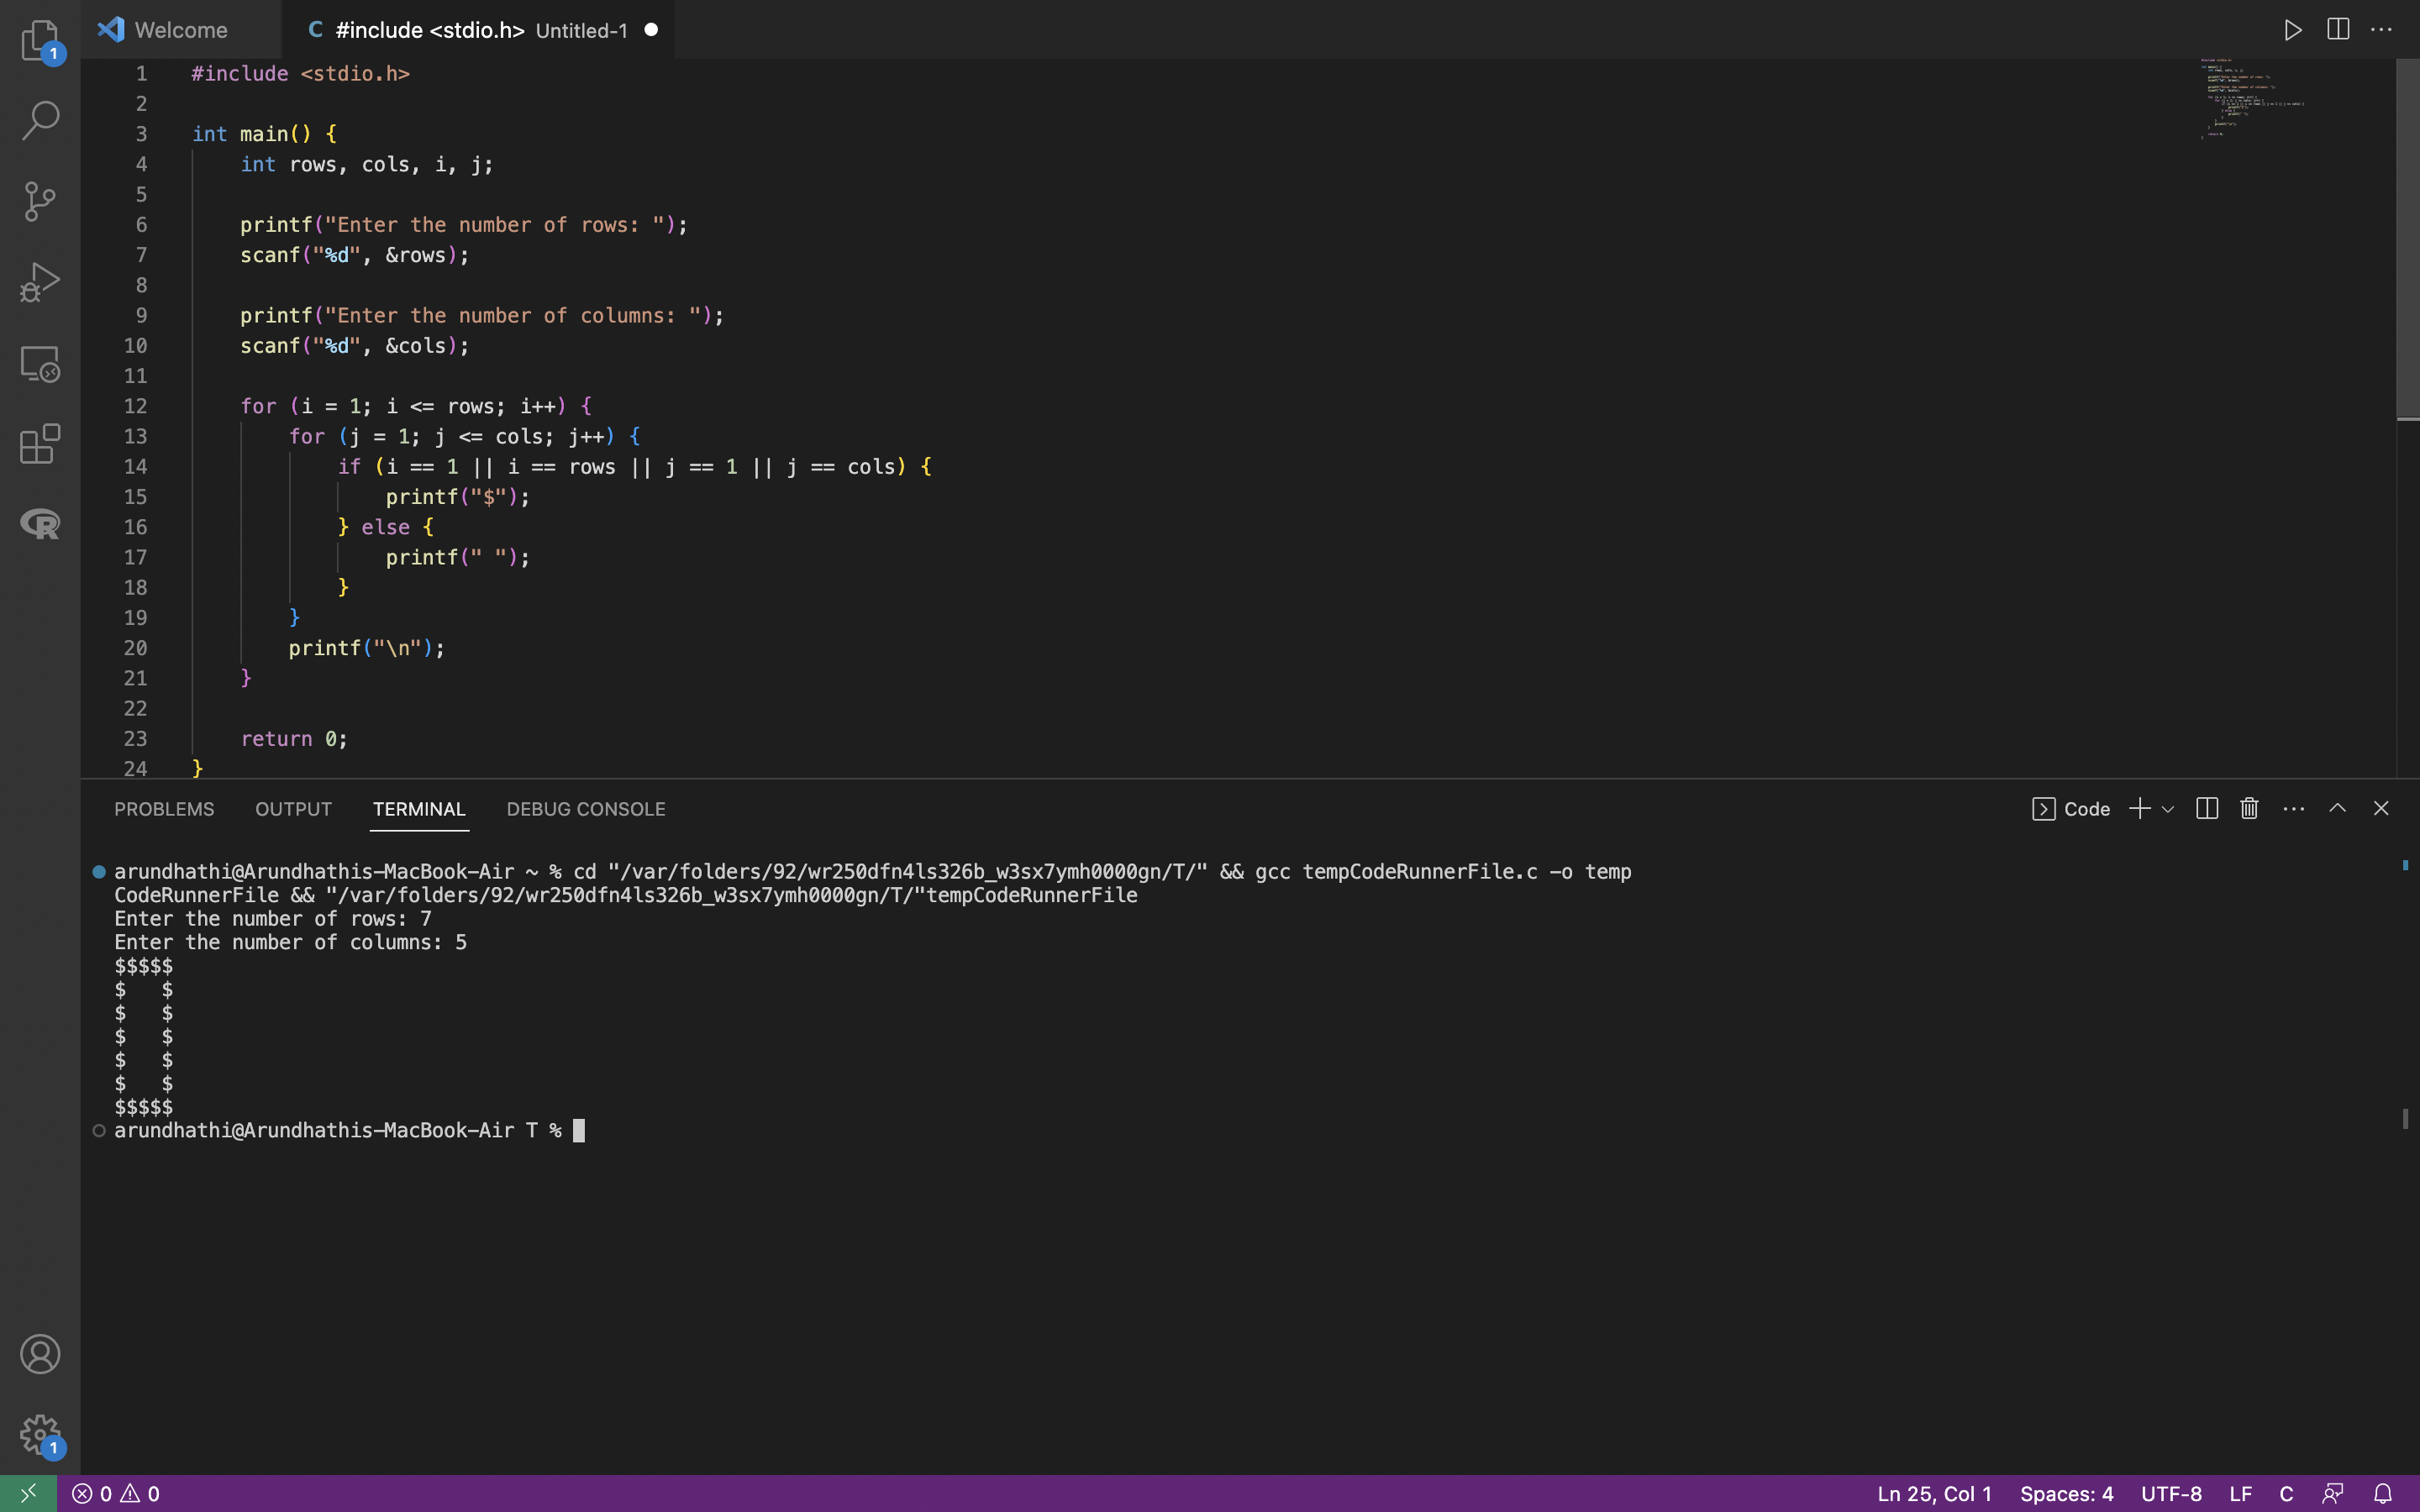 1
Welcome
C #include <stdio.h> Untitled-1
1 #include <stdio.h>
2
3 int main() {
4     int rows, cols, i, j;
5
6     printf("Enter the number of rows: ");
7     scanf("%d", &rows);
8
9     printf("Enter the number of columns: ");
10     scanf("%d", &cols);
11
12     for (i = 1; i <= rows; i++) {
13         for (j = 1; j <= cols; j++) {
14             if (i == 1 || i == rows || j == 1 || j == cols) {
15                 printf("$");
16             } else {
17                 printf(" ");
18             }
19         }
20         printf("\n");
21     }
22
23     return 0;
24 }
PROBLEMS OUTPUT TERMINAL DEBUG CONSOLE Code
arundhathi@Arundhathis-MacBook-Air ~ % cd "/var/folders/92/wr250dfn4ls326b_w3sx7ymh0000gn/T/" && gcc tempCodeRunnerFile.c -o temp
CodeRunnerFile && "/var/folders/92/wr250dfn4ls326b_w3sx7ymh0000gn/T/"tempCodeRunnerFile
Enter the number of rows: 7
Enter the number of columns: 5
$$$$$
$   $
$   $
$   $
$   $
$   $
$$$$$
arundhathi@Arundhathis-MacBook-Air T %
1
0 0 Ln 25, Col 1 Spaces: 4 UTF-8 LF C